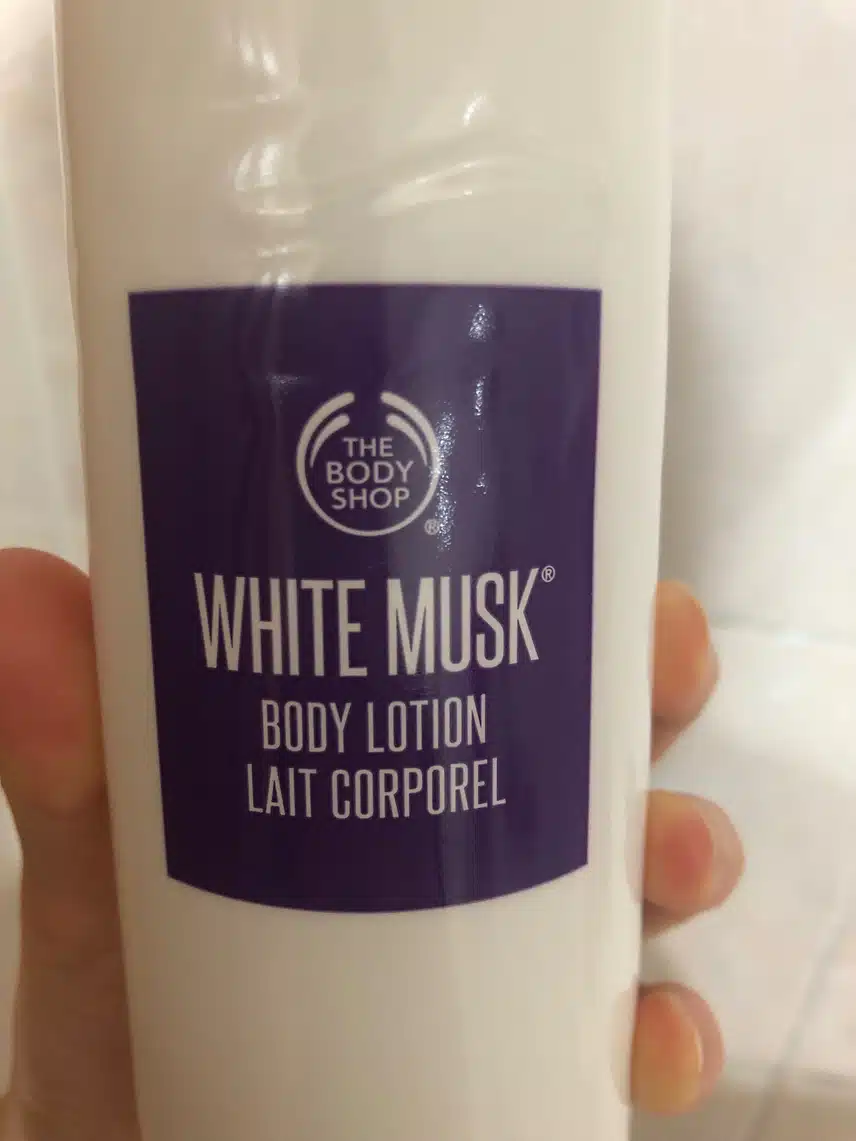 THE
BODY
SHOP
®
WHITE MUSK®
BODY LOTION
LAIT CORPOREL